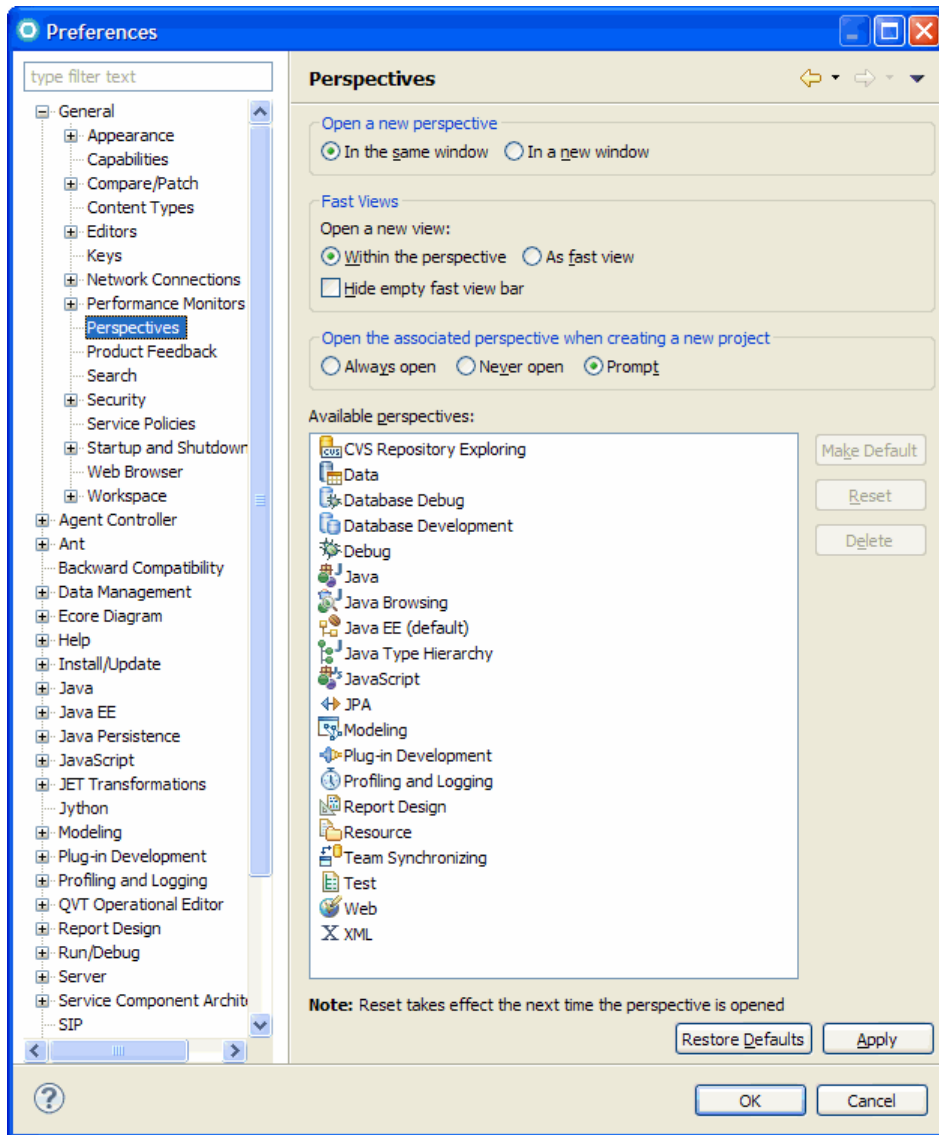 Preferences
type filter text
General
Appearance
Capabilities
Compare/Patch
Content Types
Editors
Keys
Network Connections
Performance Monitors
Perspectives
Product Feedback
Search
Security
Service Policies
Startup and Shutdown
Web Browser
Workspace
Agent Controller
Ant
Backward Compatibility
Data Management
Ecore Diagram
Help
Install/Update
Java
Java EE
Java Persistence
JavaScript
JET Transformations
Jython
Modeling
Plug-in Development
Profiling and Logging
QVT Operational Editor
Report Design
Run/Debug
Server
Service Component Archit
SIP
Perspectives
Open a new perspective
In the same window In a new window
Fast Views
Open a new view:
Within the perspective As fast view
Hide empty fast view bar
Open the associated perspective when creating a new project
Always open Never open Prompt
Available perspectives:
CVS CVS Repository Exploring
Data
Database Debug
Database Development
Debug
Java
Java Browsing
Java EE (default)
Java Type Hierarchy
JavaScript
JPA
Modeling
Plug-in Development
Profiling and Logging
Report Design
Resource
Team Synchronizing
Test
Web
X XML
Make Default
Reset
Delete
Note: Reset takes effect the next time the perspective is opened
Restore Defaults Apply
? OK Cancel